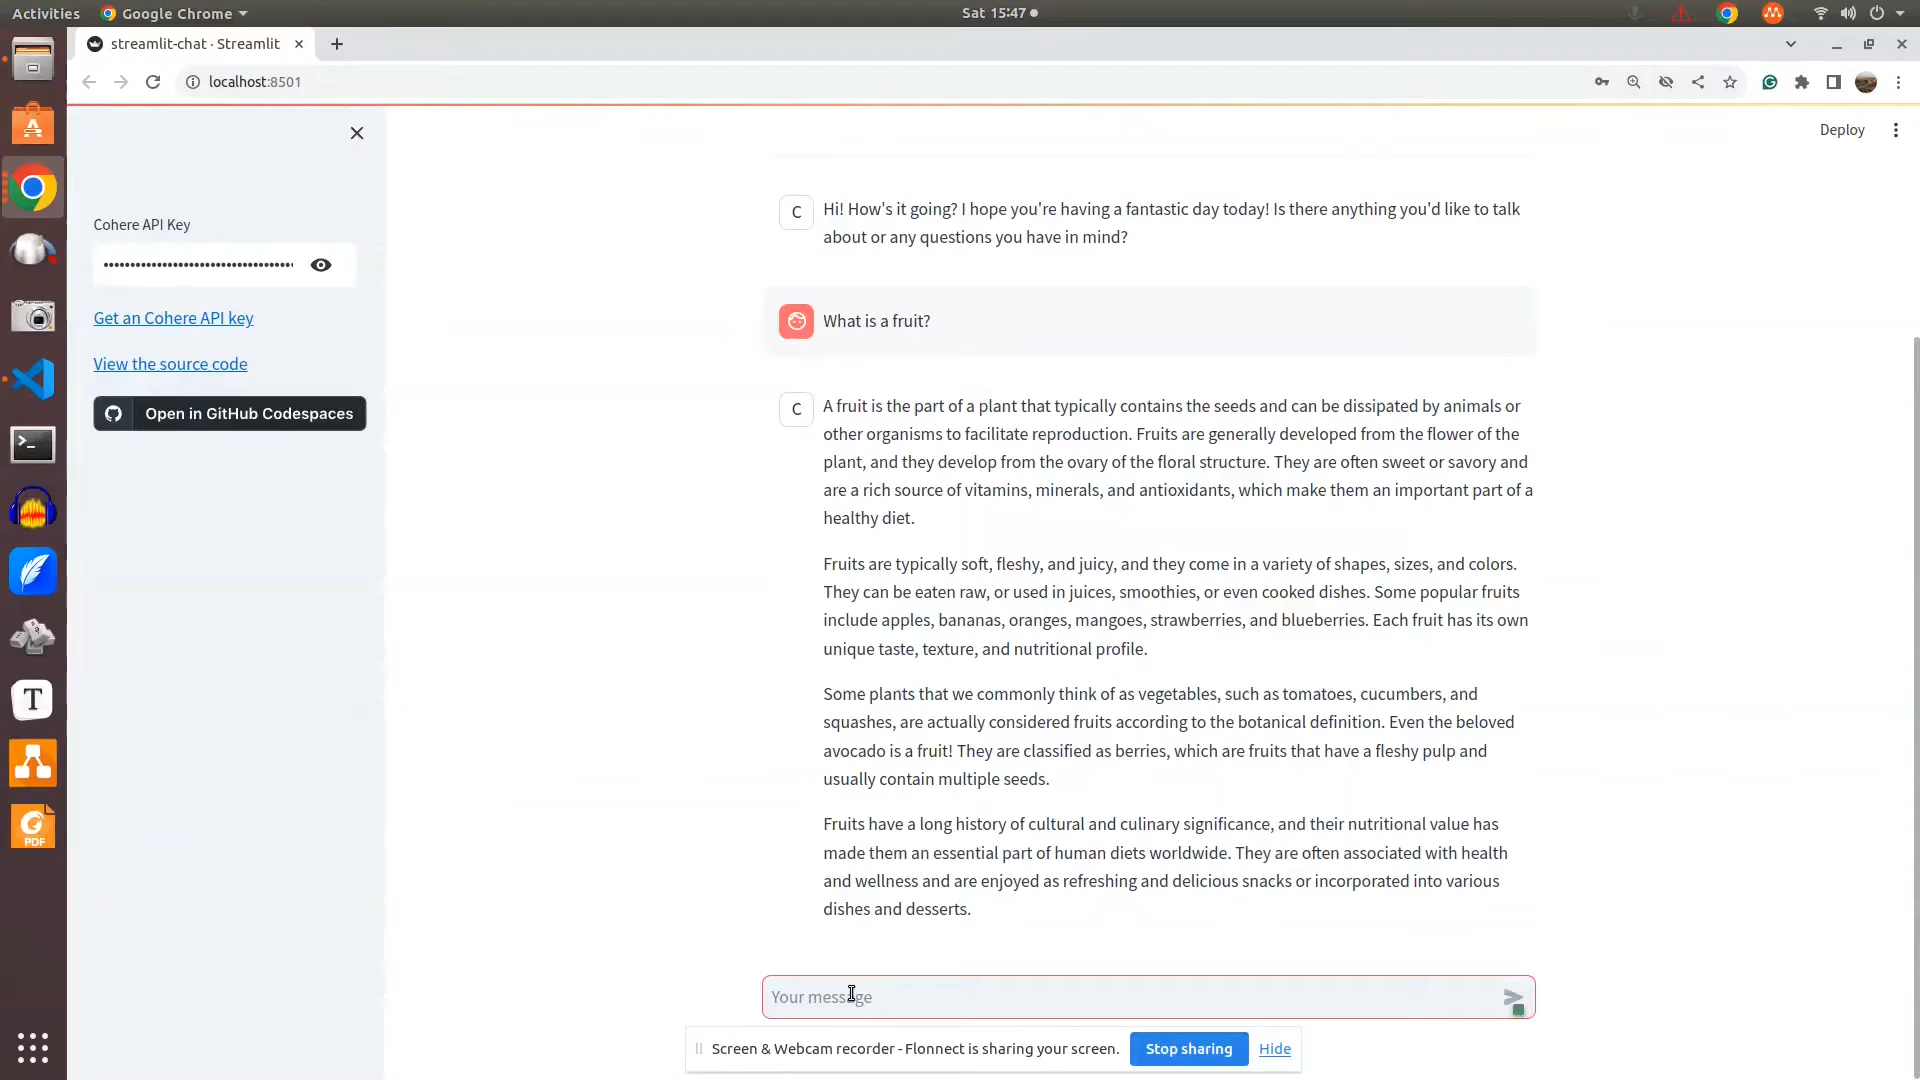 Activities
Google Chrome
Sat 15:47
streamlit-chat · Streamlit
localhost:8501
Deploy
Cohere API Key
Get an Cohere API key
View the source code
Open in GitHub Codespaces
C
Hi! How's it going? I hope you're having a fantastic day today! Is there anything you'd like to talk
about or any questions you have in mind?
What is a fruit?
C
A fruit is the part of a plant that typically contains the seeds and can be dissipated by animals or
other organisms to facilitate reproduction. Fruits are generally developed from the flower of the
plant, and they develop from the ovary of the floral structure. They are often sweet or savory and
are a rich source of vitamins, minerals, and antioxidants, which make them an important part of a
healthy diet.
Fruits are typically soft, fleshy, and juicy, and they come in a variety of shapes, sizes, and colors.
They can be eaten raw, or used in juices, smoothies, or even cooked dishes. Some popular fruits
include apples, bananas, oranges, mangoes, strawberries, and blueberries. Each fruit has its own
unique taste, texture, and nutritional profile.
Some plants that we commonly think of as vegetables, such as tomatoes, cucumbers, and
squashes, are actually considered fruits according to the botanical definition. Even the beloved
avocado is a fruit! They are classified as berries, which are fruits that have a fleshy pulp and
usually contain multiple seeds.
Fruits have a long history of cultural and culinary significance, and their nutritional value has
made them an essential part of human diets worldwide. They are often associated with health
and wellness and are enjoyed as refreshing and delicious snacks or incorporated into various
dishes and desserts.
Your message
Screen & Webcam recorder - Flonnect is sharing your screen.
Stop sharing
Hide
T
PDF